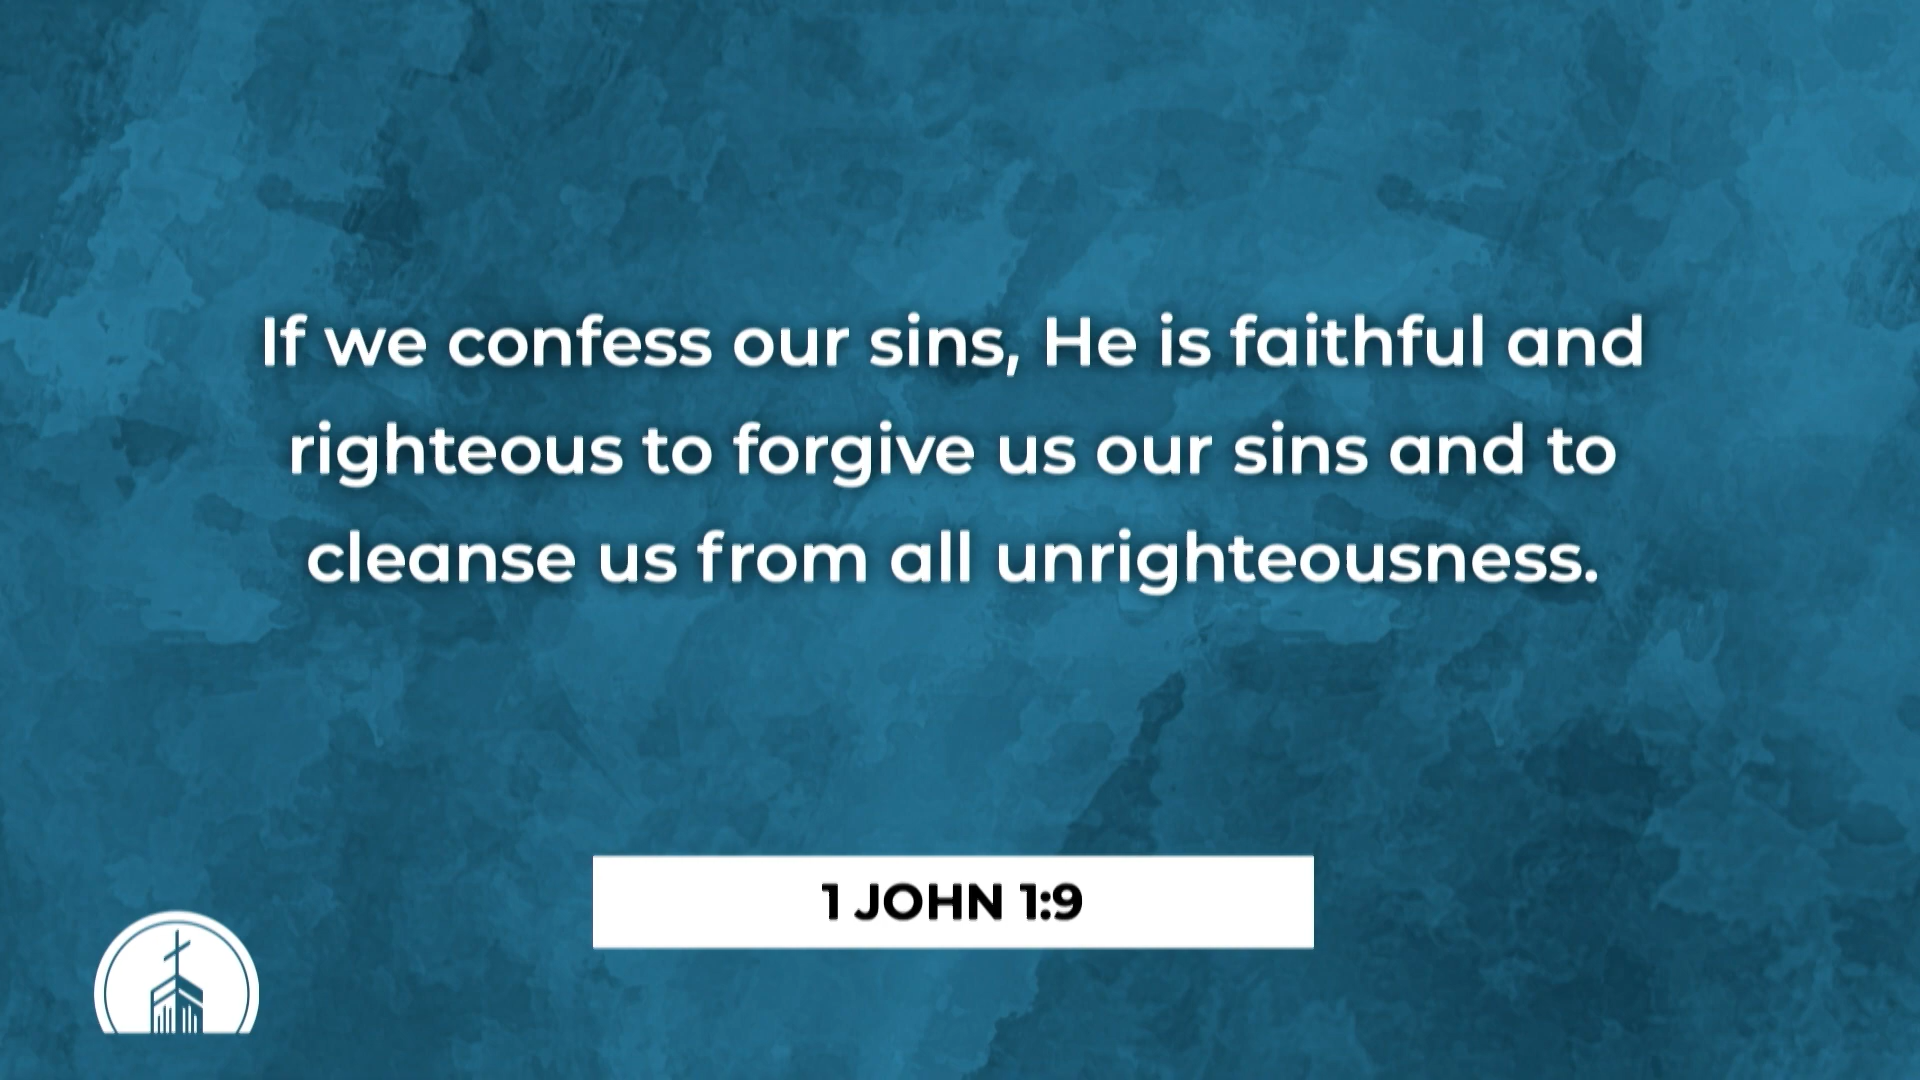 If we confess our sins, He is faithful and
righteous to forgive us our sins and to
cleanse us from all unrighteousness.
1 JOHN 1:9